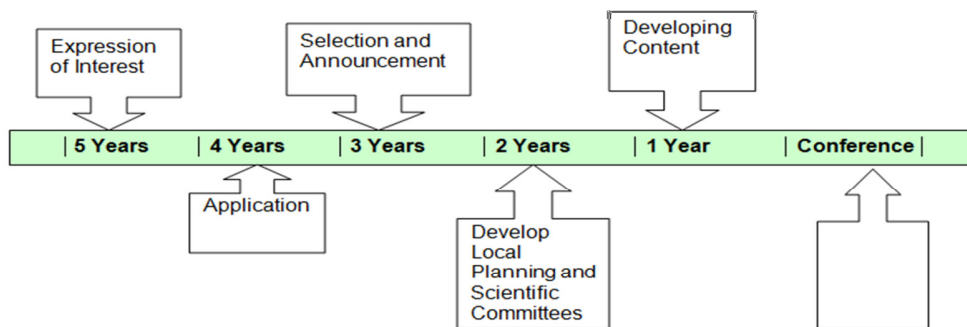 Expression
of Interest
Selection and
Announcement
Developing
Content
| 5 Years | 4 Years | 3 Years | 2 Years | 1 Year | Conference |
Application
Develop
Local
Planning and
Scientific
Committees